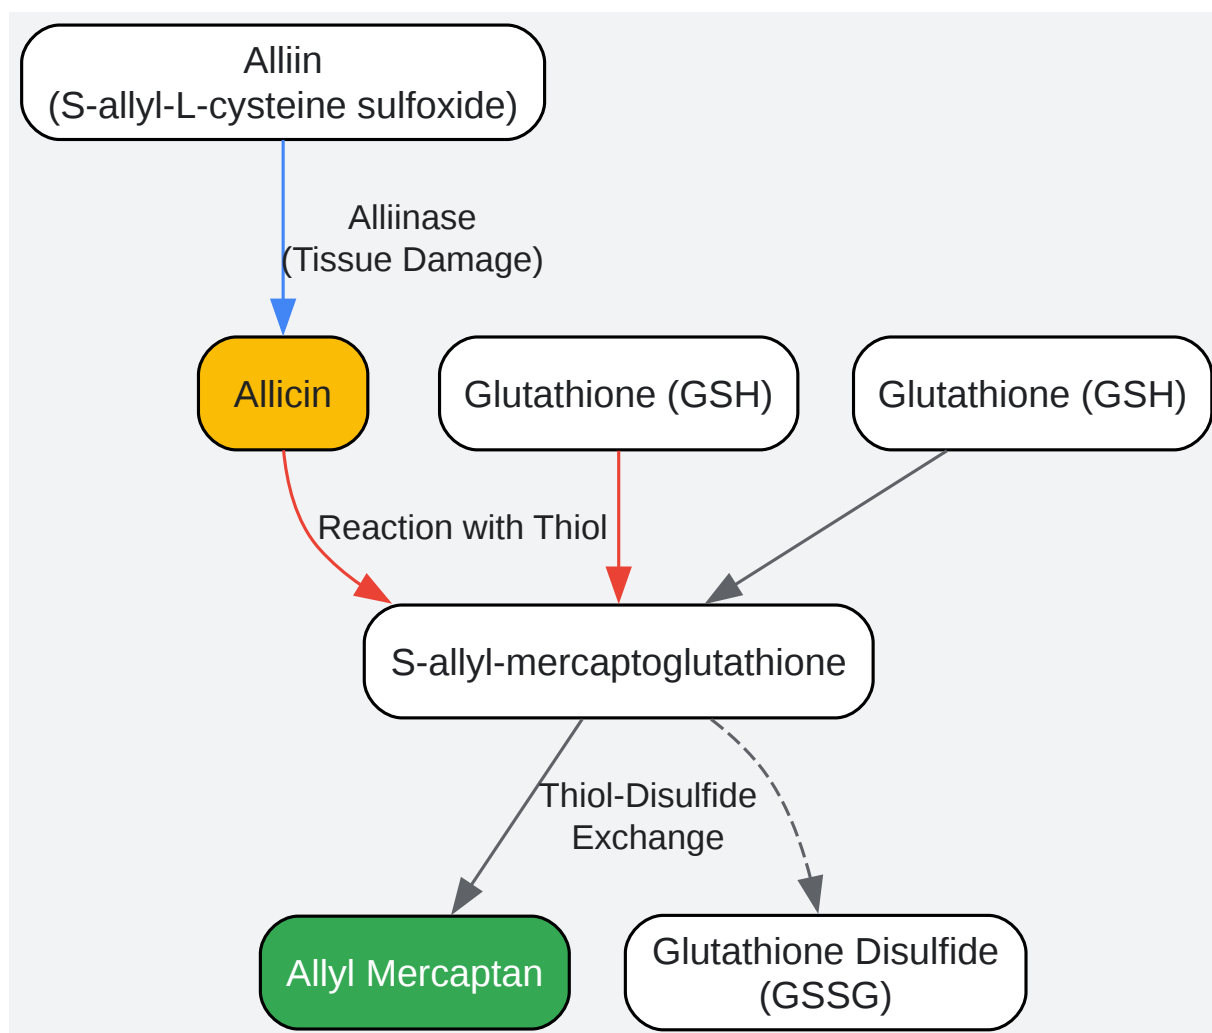 Alliin
(S-allyl-L-cysteine sulfoxide)
Alliinase
(Tissue Damage)
Allicin
Glutathione (GSH)
Glutathione (GSH)
Reaction with Thiol
S-allyl-mercaptoglutathione
Thiol-Disulfide
Exchange
Allyl Mercaptan
Glutathione Disulfide
(GSSG)